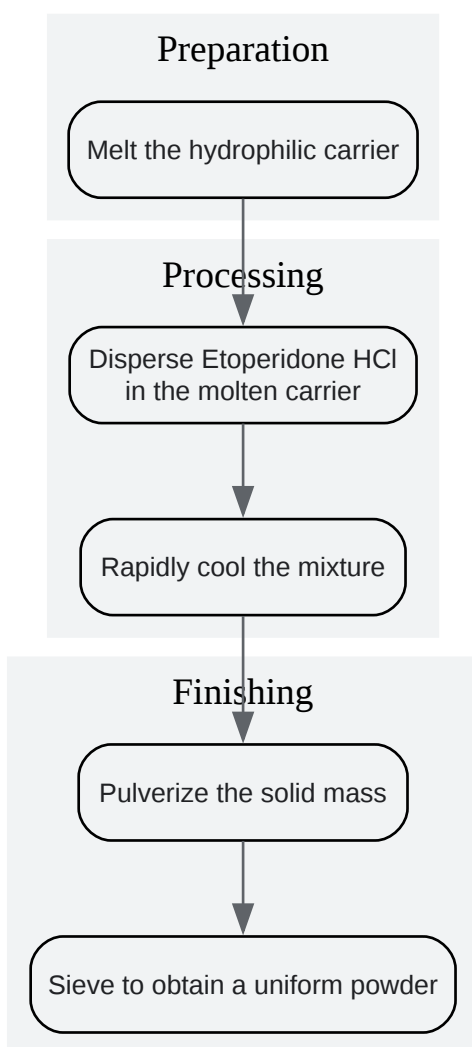 Preparation
Melt the hydrophilic carrier
Processing
Disperse Etoperidone HCl
in the molten carrier
Rapidly cool the mixture
Finishing
Pulverize the solid mass
Sieve to obtain a uniform powder